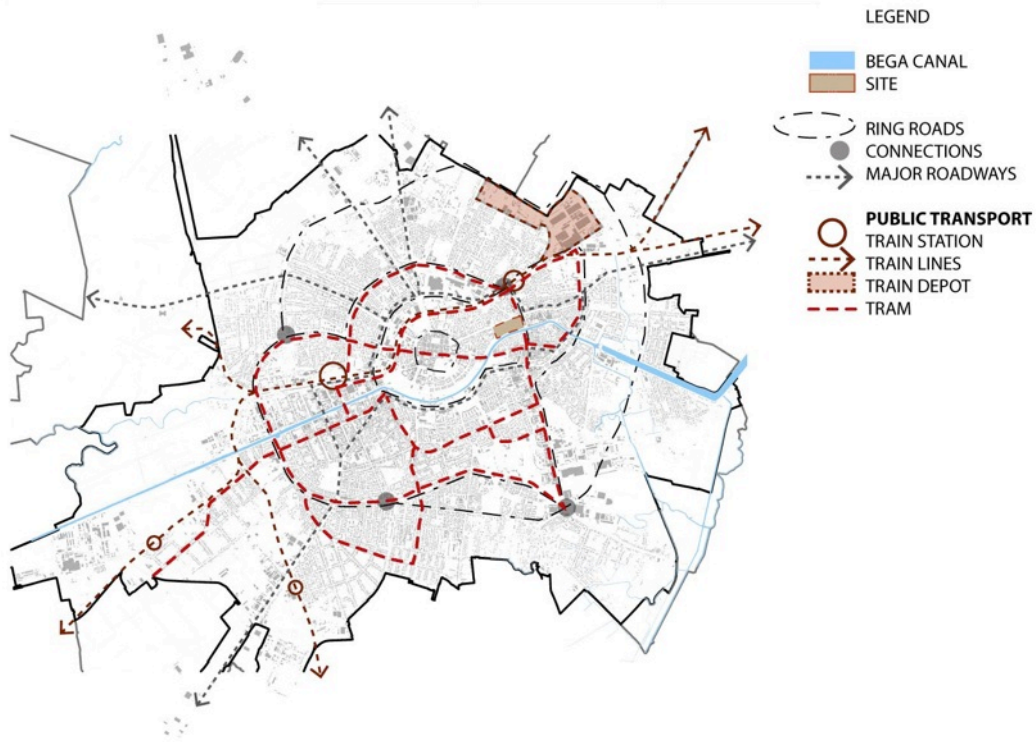 LEGEND
BEGA CANAL
SITE
RING ROADS
CONNECTIONS
MAJOR ROADWAYS
PUBLIC TRANSPORT
TRAIN STATION
TRAIN LINES
TRAIN DEPOT
TRAM